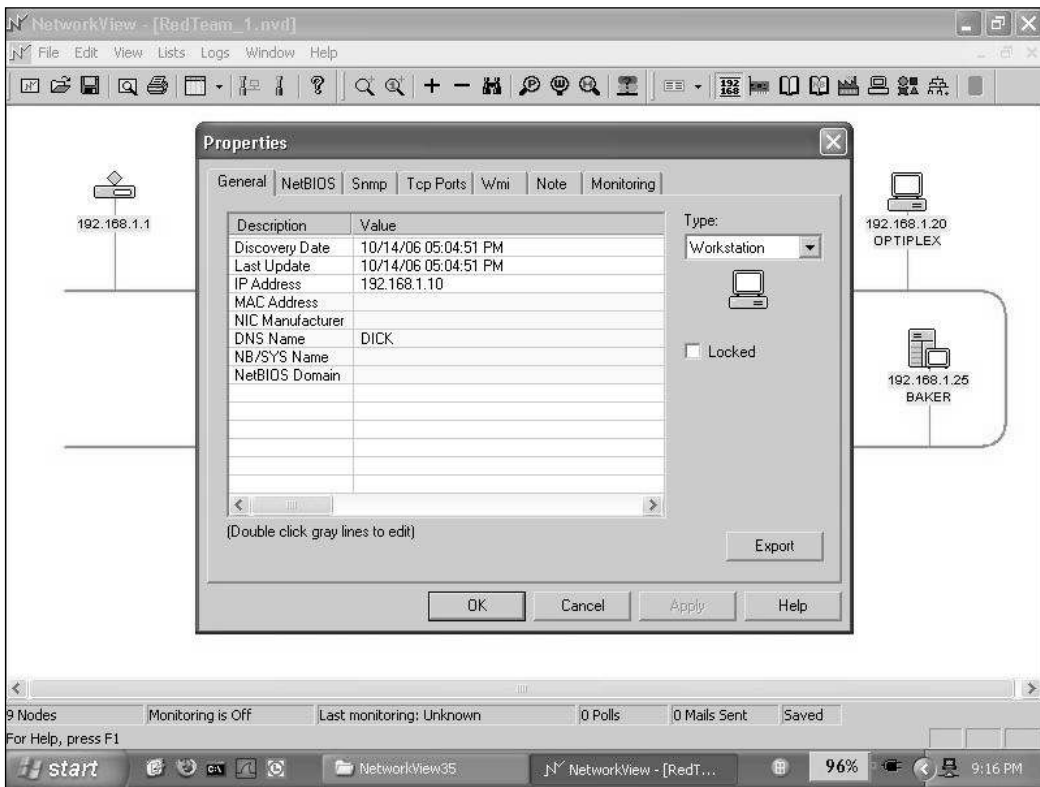 NetworkView - [RedTeam_1.nvd]
File Edit View Lists Logs Window Help
192
168
Properties
General NetBIOS Snmp Tcp Ports Wmi Note Monitoring
Description Value
Discovery Date 10/14/06 05:04:51 PM
Last Update 10/14/06 05:04:51 PM
IP Address 192.168.1.10
MAC Address
NIC Manufacturer
DNS Name DICK
NB/SYS Name
NetBIOS Domain
(Double click gray lines to edit)
Type:
Workstation
Locked
Export
OK Cancel Apply Help
192.168.1.1
192.168.1.20
OPTIPLEX
192.168.1.25
BAKER
9 Nodes Monitoring is Off Last monitoring: Unknown 0 Polls 0 Mails Sent Saved
For Help, press F1
start NetworkView35 NetworkView - [RedT... 96% 9:16 PM